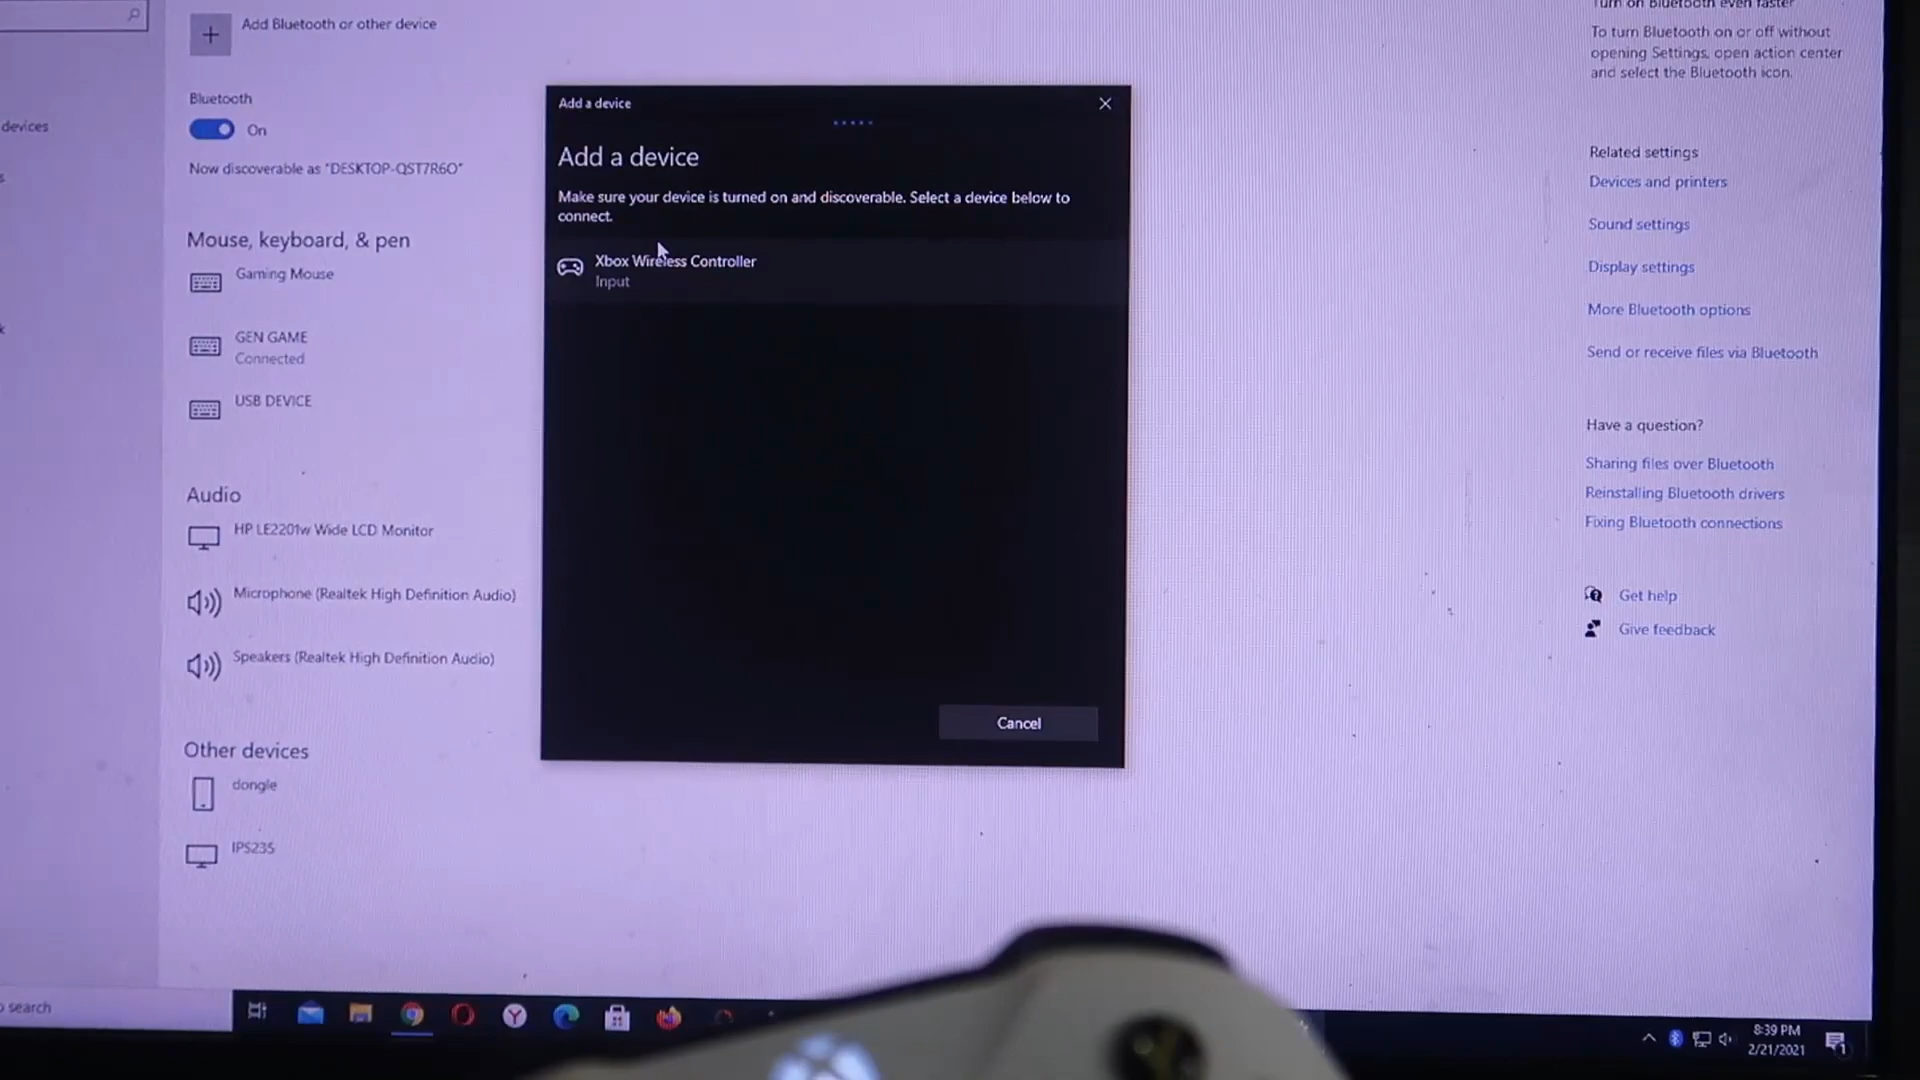 Add Bluetooth or other device
Bluetooth
On
Now discoverable as "DESKTOP-QST7R6O"
Mouse, keyboard, & pen
Gaming Mouse
GEN GAME
Connected
USB DEVICE
Audio
HP LE2201w Wide LCD Monitor
Microphone (Realtek High Definition Audio)
Speakers (Realtek High Definition Audio)
Other devices
dongle
IPS235
devices
search
Add a device
Add a device
Make sure your device is turned on and discoverable. Select a device below to
connect.
Xbox Wireless Controller
Input
Cancel
Turn on Bluetooth even faster
To turn Bluetooth on or off without
opening Settings, open action center
and select the Bluetooth icon.
Related settings
Devices and printers
Sound settings
Display settings
More Bluetooth options
Send or receive files via Bluetooth
Have a question?
Sharing files over Bluetooth
Reinstalling Bluetooth drivers
Fixing Bluetooth connections
Get help
Give feedback
8:39 PM
2/21/2021
1